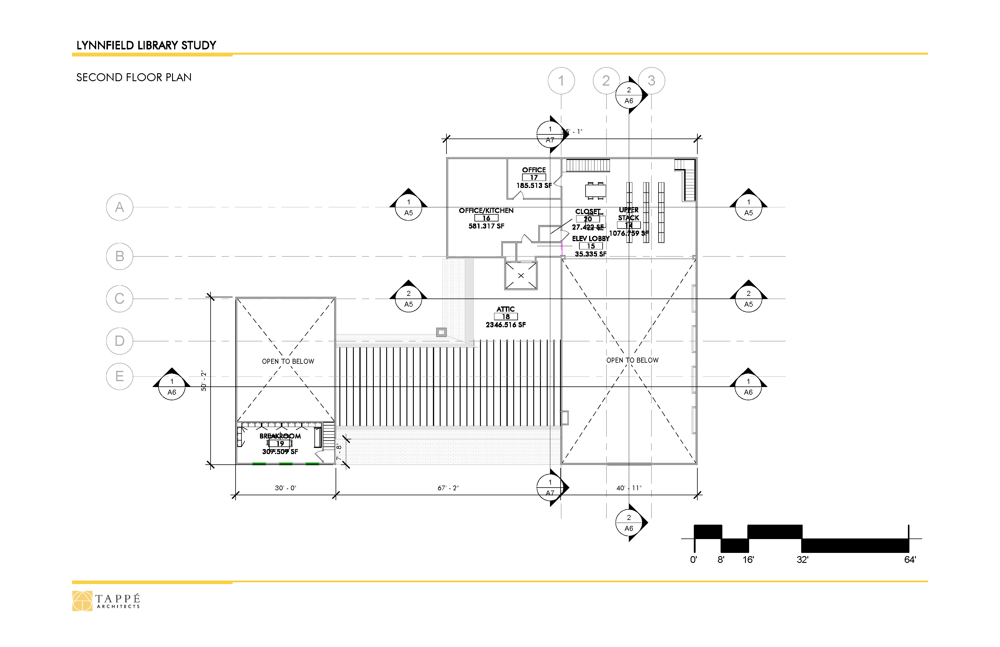 LYNNFIELD LIBRARY STUDY
SECOND FLOOR PLAN
1
2
3
2
A6
1
A7
5' - 1"
OFFICE
17
185.513 SF
A
1
A5
1
A5
OFFICE/KITCHEN
16
581.317 SF
CLOSET
20
27.422 SF
UPPER
STACK
14
1076.759 SF
ELEV LOBBY
15
35.335 SF
B
C
2
A5
2
A5
ATTIC
18
2346.516 SF
D
OPEN TO BELOW
OPEN TO BELOW
E
1
A6
50' - 2"
1
A6
BREAKROOM
19
307.509 SF
7' - 8"
30' - 0"
67' - 2"
1
A7
40' - 11"
2
A6
0'
8'
16'
32'
64'
TAPPÉ
ARCHITECTS